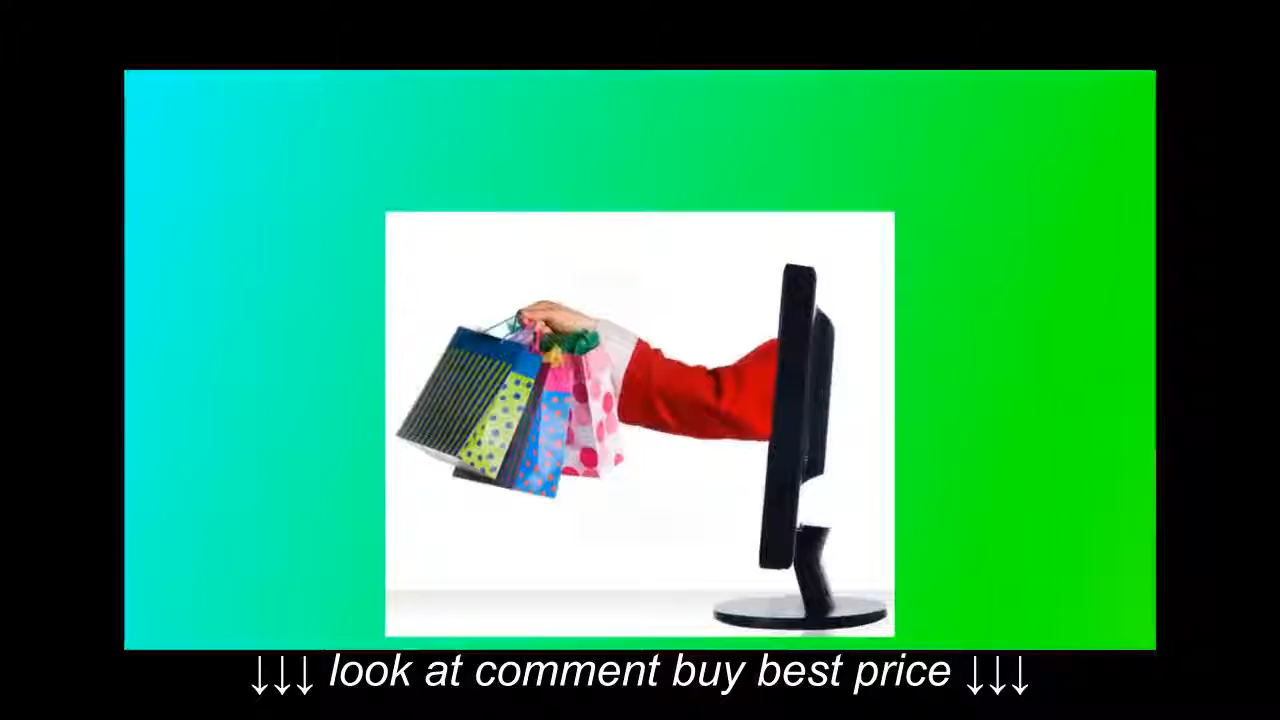 ↓↓↓ look at comment buy best price ↓↓↓